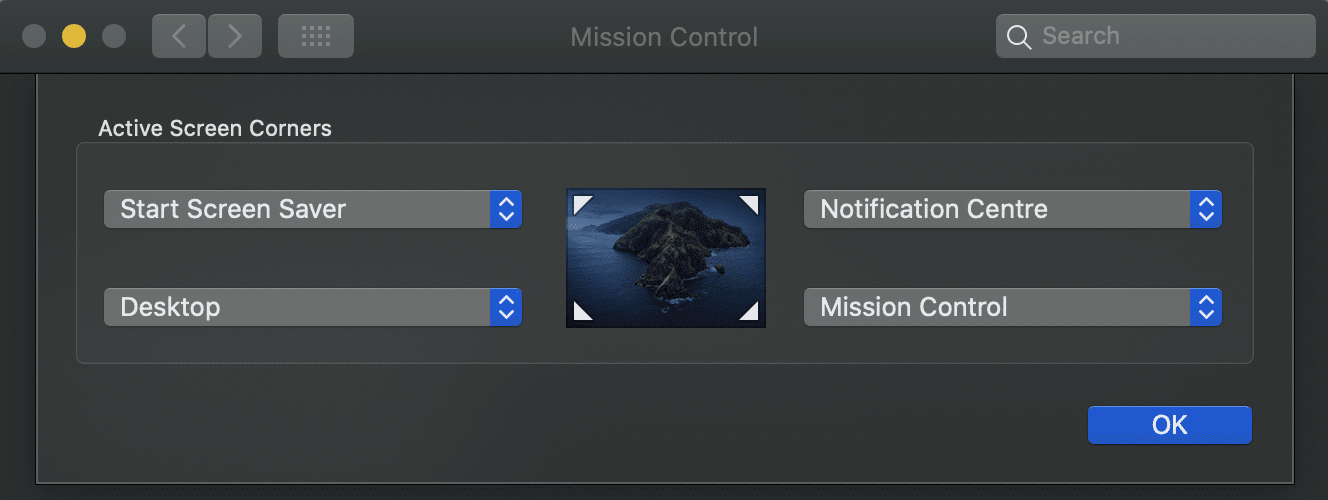 Mission Control
Search
Active Screen Corners
Start Screen Saver
Notification Centre
Desktop
Mission Control
OK